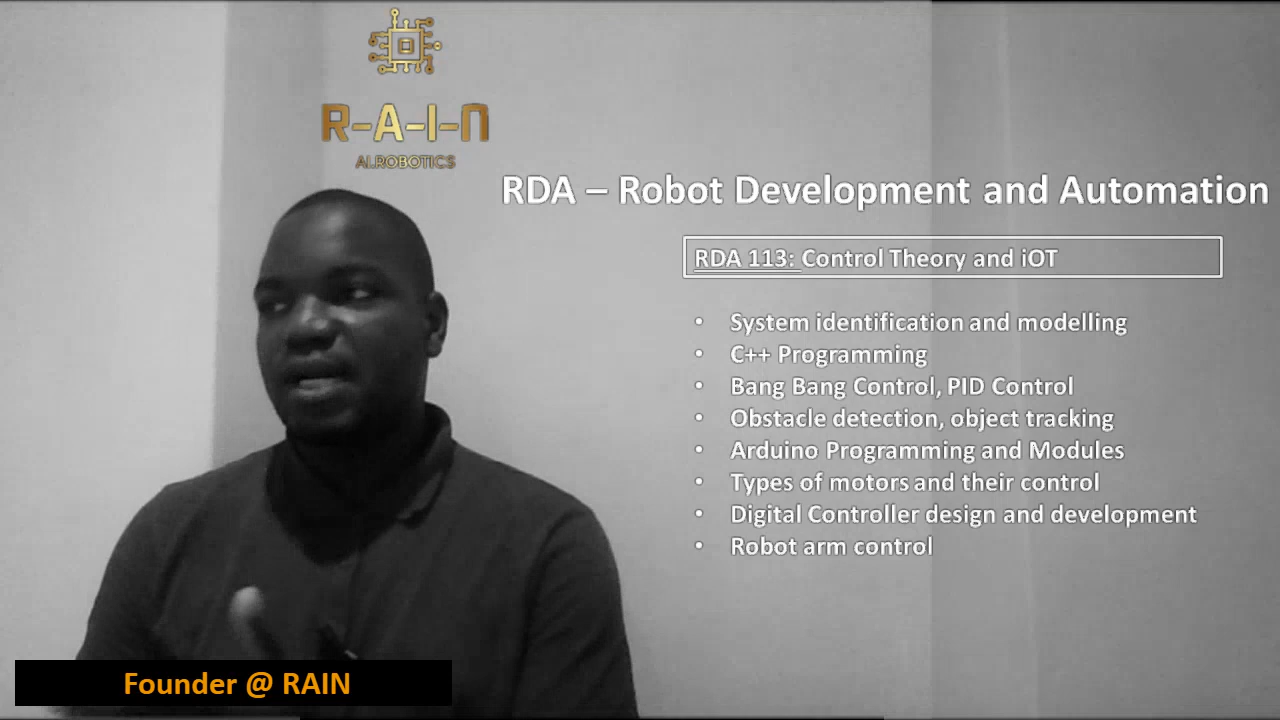 R-A-I-N
AI.ROBOTICS
RDA – Robot Development and Automation
RDA 113: Control Theory and iOT
• System identification and modelling
• C++ Programming
• Bang Bang Control, PID Control
• Obstacle detection, object tracking
• Arduino Programming and Modules
• Types of motors and their control
• Digital Controller design and development
• Robot arm control
Founder @ RAIN